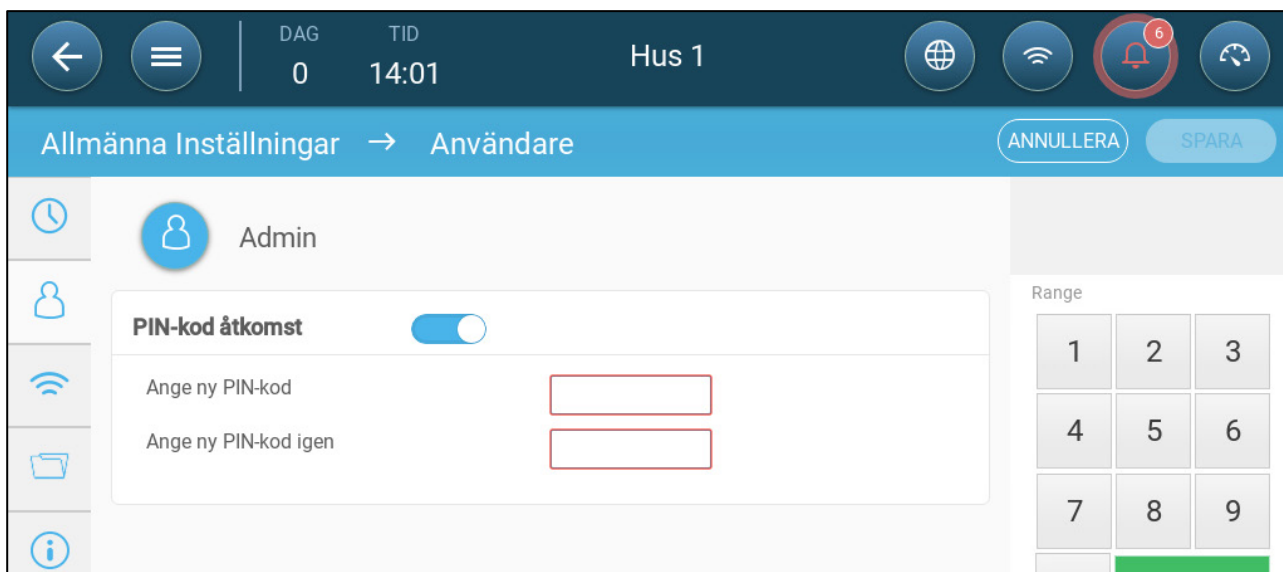 DAG TID
0 14:01
Hus 1
6
Allmänna Inställningar → Användare
ANNULLERA
SPARA
Admin
PIN-kod åtkomst
Ange ny PIN-kod
Ange ny PIN-kod igen
Range
1 2 3
4 5 6
7 8 9